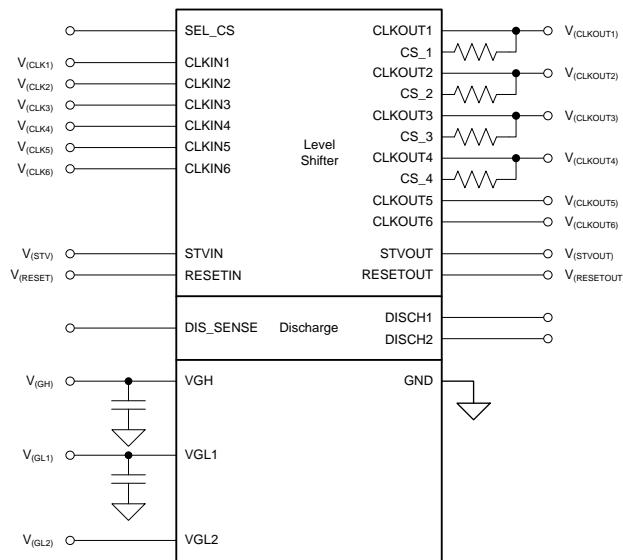 SEL_CS
CLKOUT1
V(CLKOUT1)
CS_1
V(CLK1)
CLKIN1
CLKOUT2
V(CLKOUT2)
V(CLK2)
CLKIN2
CS_2
V(CLK3)
CLKIN3
CLKOUT3
V(CLKOUT3)
V(CLK4)
CLKIN4
CS_3
V(CLK5)
CLKIN5
Level
Shifter
CLKOUT4
V(CLKOUT4)
V(CLK6)
CLKIN6
CS_4
CLKOUT5
V(CLKOUT5)
CLKOUT6
V(CLKOUT6)
V(STV)
STVIN
STVOUT
V(STVOUT)
V(RESET)
RESETIN
RESETOUT
V(RESETOUT
DIS_SENSE
Discharge
DISCH1
DISCH2
V(GH)
VGH
GND
V(GL1)
VGL1
V(GL2)
VGL2